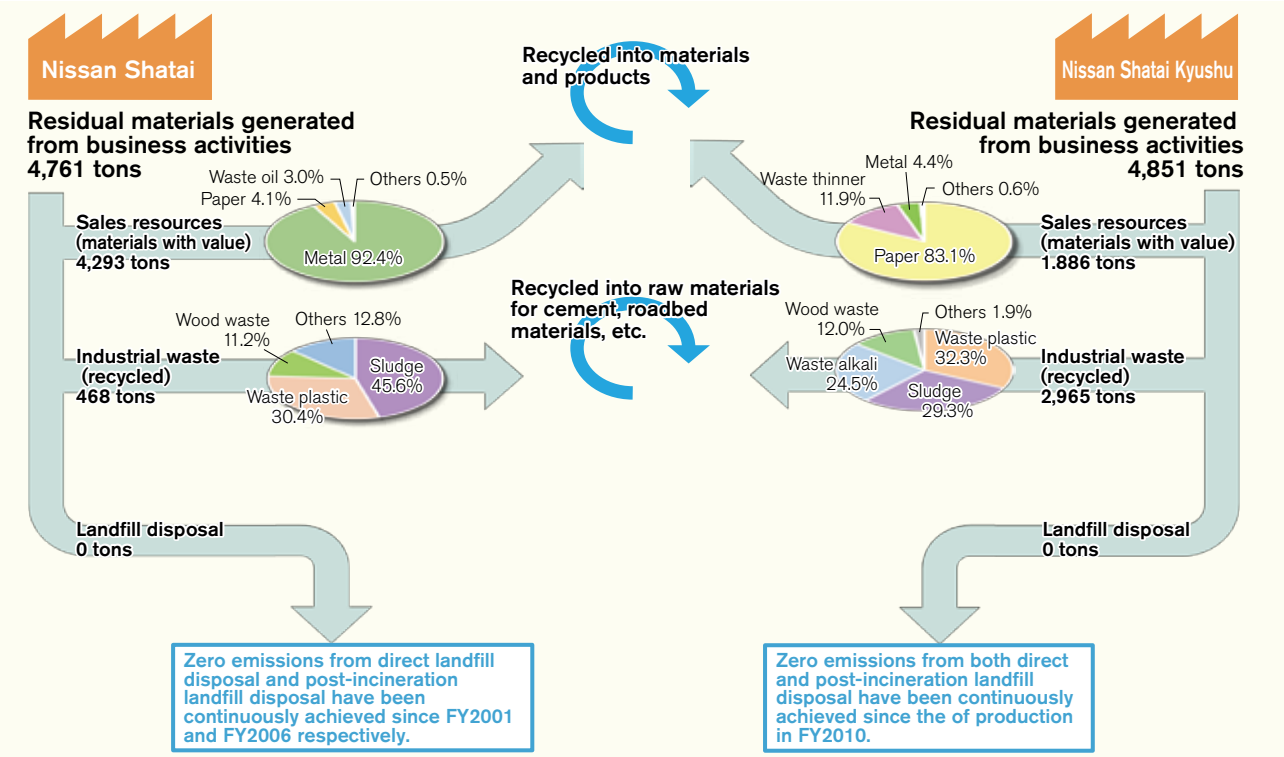 Nissan Shatai
Residual materials generated
from business activities
4,761 tons
Sales resources
(materials with value)
4,293 tons
Waste oil 3.0%
Others 0.5%
Paper 4.1%
Metal 92.4%
Industrial waste
(recycled)
468 tons
Wood waste
11.2%
Others 12.8%
Sludge
45.6%
Waste plastic
30.4%
Landfill disposal
0 tons
Zero emissions from direct landfill
disposal and post-incineration
landfill disposal have been
continuously achieved since FY2001
and FY2006 respectively.
Recycled into materials
and products
Recycled into raw materials
for cement, roadbed
materials, etc.
Nissan Shatai Kyushu
Residual materials generated
from business activities
4,851 tons
Metal 4.4%
Waste thinner
11.9%
Others 0.6%
Paper 83.1%
Sales resources
(materials with value)
1.886 tons
Wood waste
12.0%
Others 1.9%
Waste plastic
32.3%
Waste alkali
24.5%
Sludge
29.3%
Industrial waste
(recycled)
2,965 tons
Landfill disposal
0 tons
Zero emissions from both direct
and post-incineration landfill
disposal have been continuously
achieved since the of production
in FY2010.